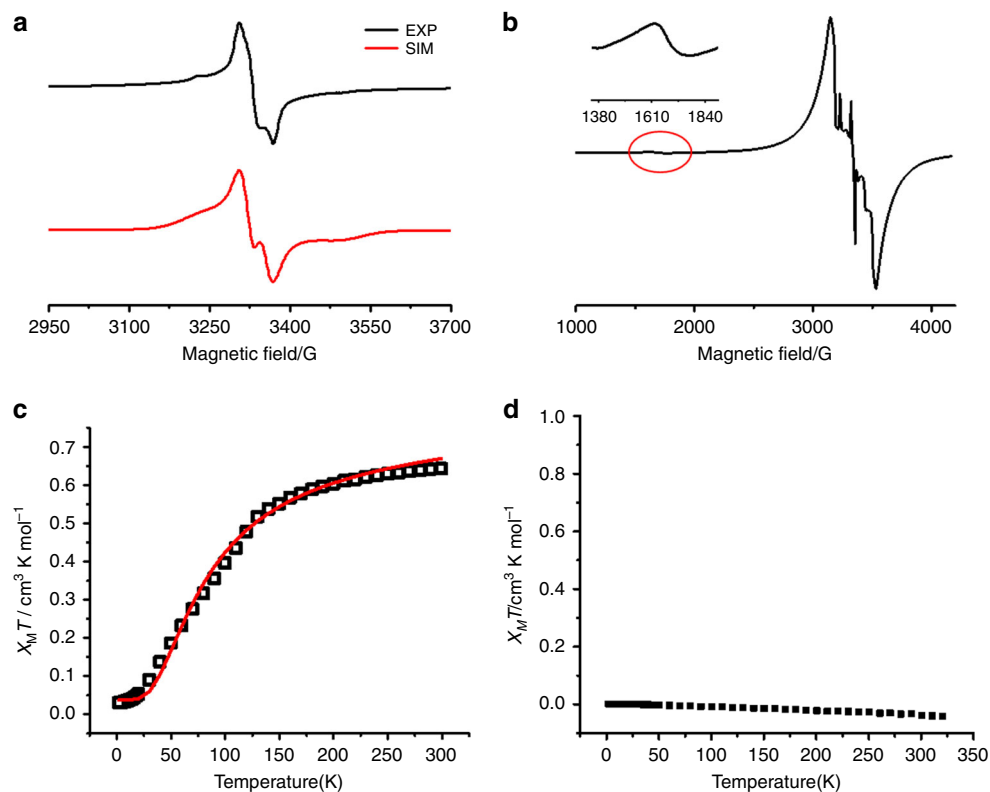 a
EXP
SIM
2950 3100 3250 3400 3550 3700
Magnetic field/G
b
1380 1610 1840
1000 2000 3000 4000
Magnetic field/G
c
0.7
0.6
0.5
0.4
0.3
0.2
0.1
0.0
X_M T / cm³ K mol⁻¹
0 50 100 150 200 250 300
Temperature(K)
d
1.0
0.8
0.6
0.4
0.2
0.0
X_M T/cm³ K mol⁻¹
0 50 100 150 200 250 300 350
Temperature(K)